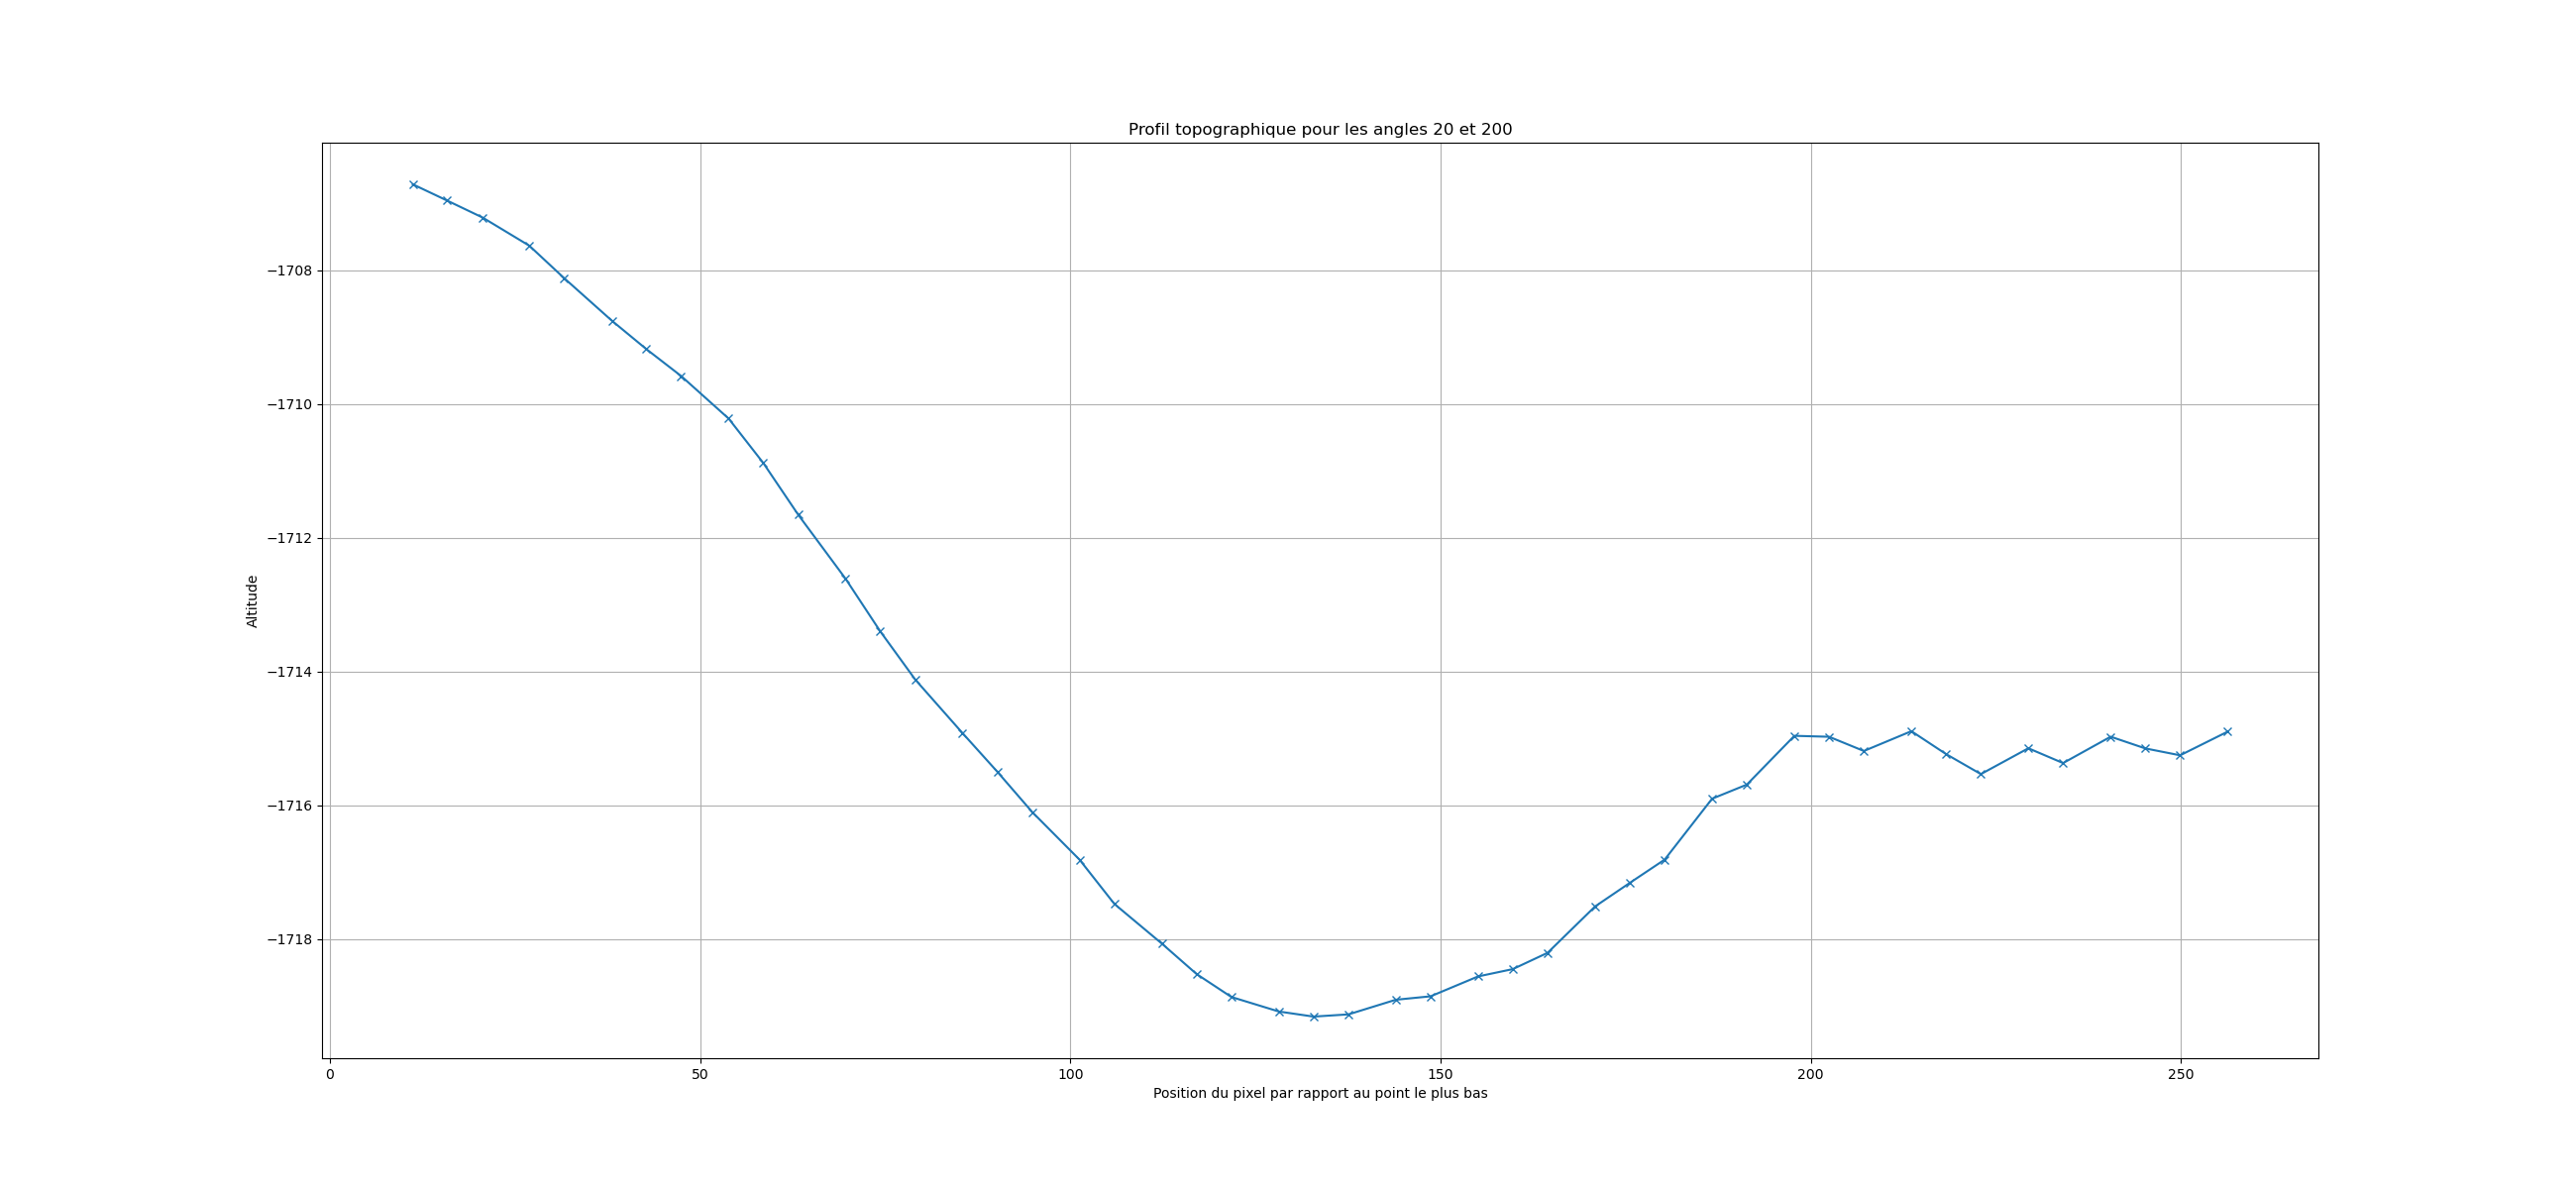 Profil topographique pour les angles 20 et 200
Altitude
−1708
−1710
−1712
−1714
−1716
−1718
0 50 100 150 200 250
Position du pixel par rapport au point le plus bas